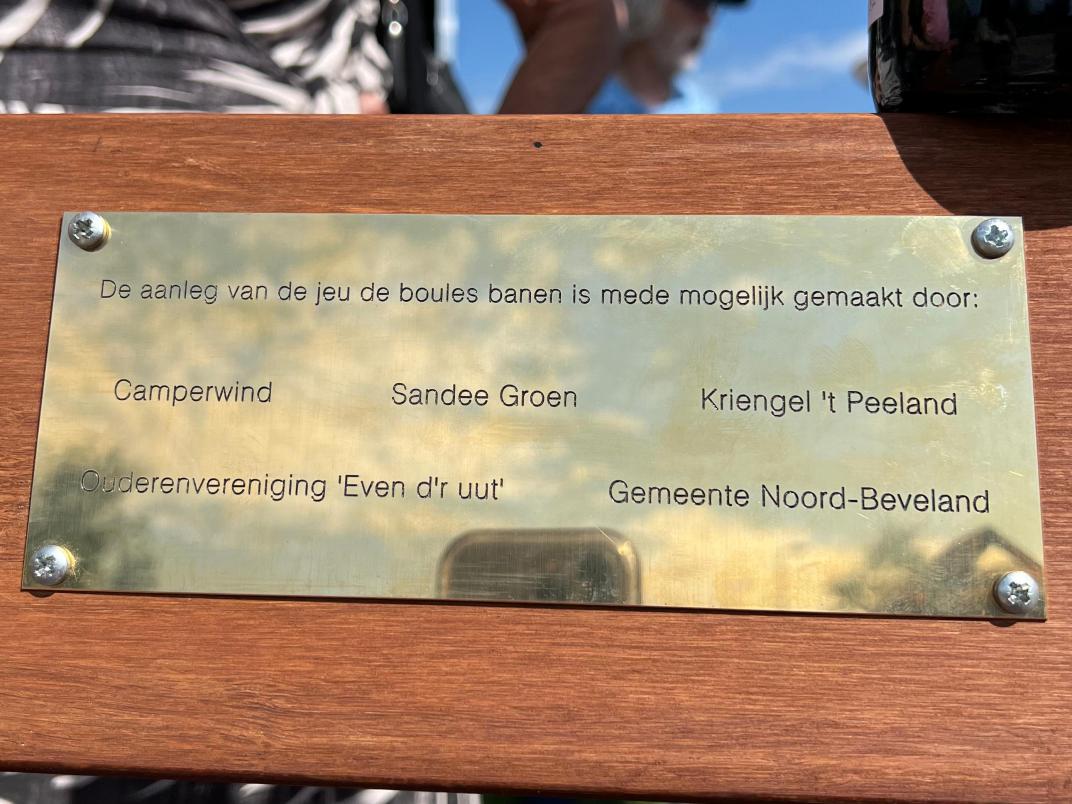 De aanleg van de jeu de boules banen is mede mogelijk gemaakt door:
Camperwind Sandee Groen Kriengel 't Peeland
Ouderenvereniging 'Even d'r uut' Gemeente Noord-Beveland